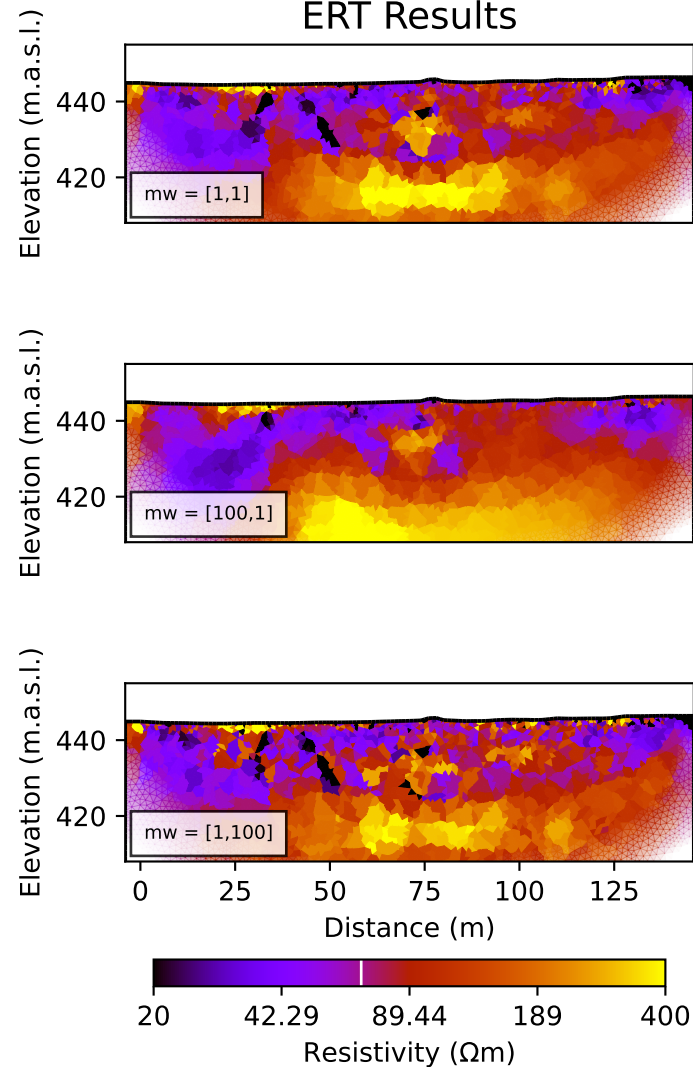 ERT Results
Elevation (m.a.s.l.)
440
420
mw = [1,1]
Elevation (m.a.s.l.)
440
420
mw = [100,1]
Elevation (m.a.s.l.)
440
420
mw = [1,100]
0 25 50 75 100 125
Distance (m)
20 42.29 89.44 189 400
Resistivity (Ωm)